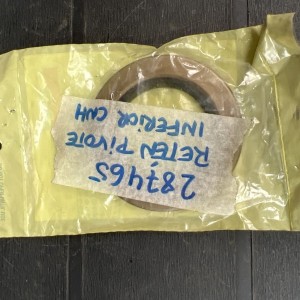 287465
RETEN PIVOTE
INFERIOR CNH